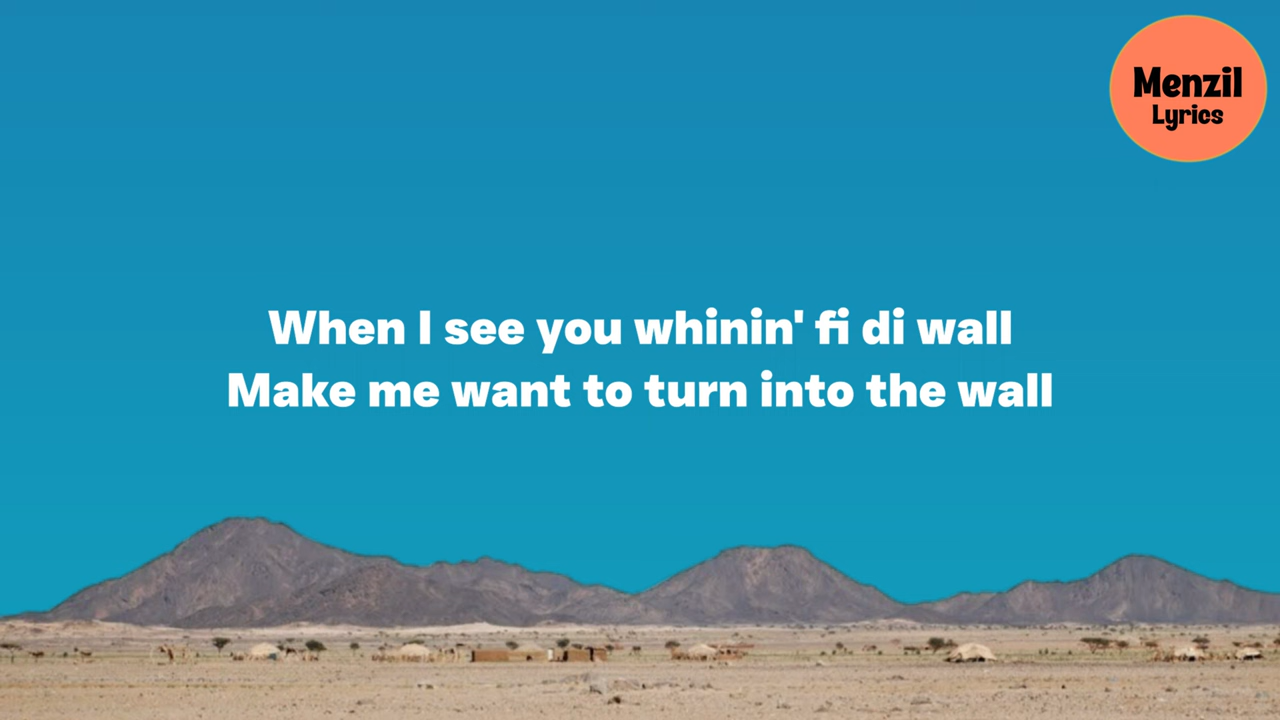 Menzil
Lyrics
When I see you whinin' fi di wall
Make me want to turn into the wall